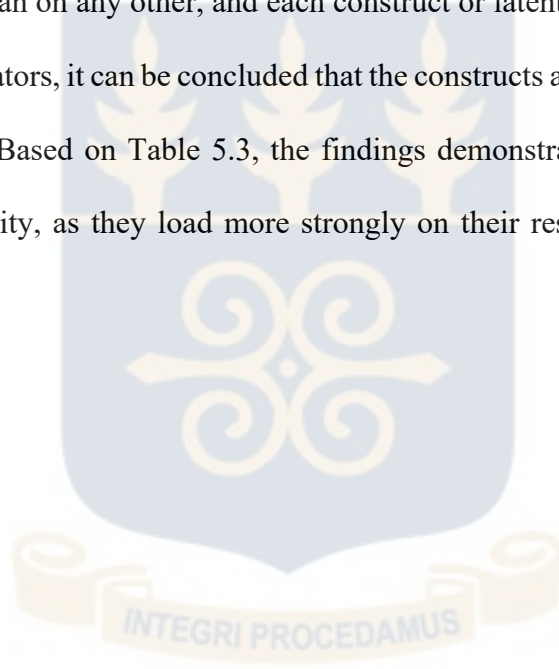 an on any other, and each construct or latent
ators, it can be concluded that the constructs a
Based on Table 5.3, the findings demonstra
ity, as they load more strongly on their res
INTEGRI PROCEDAMUS